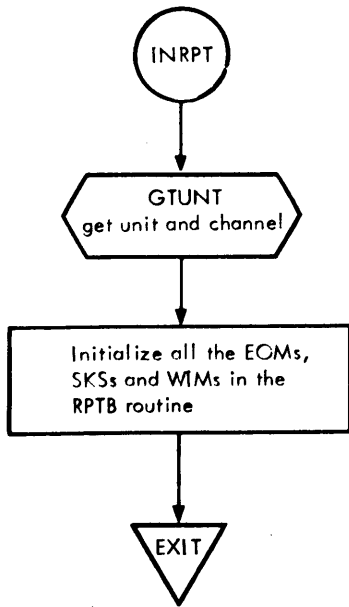 INRPT
GTUNT
get unit and channel
Initialize all the EOMs,
SKSs and WIMs in the
RPTB routine
EXIT